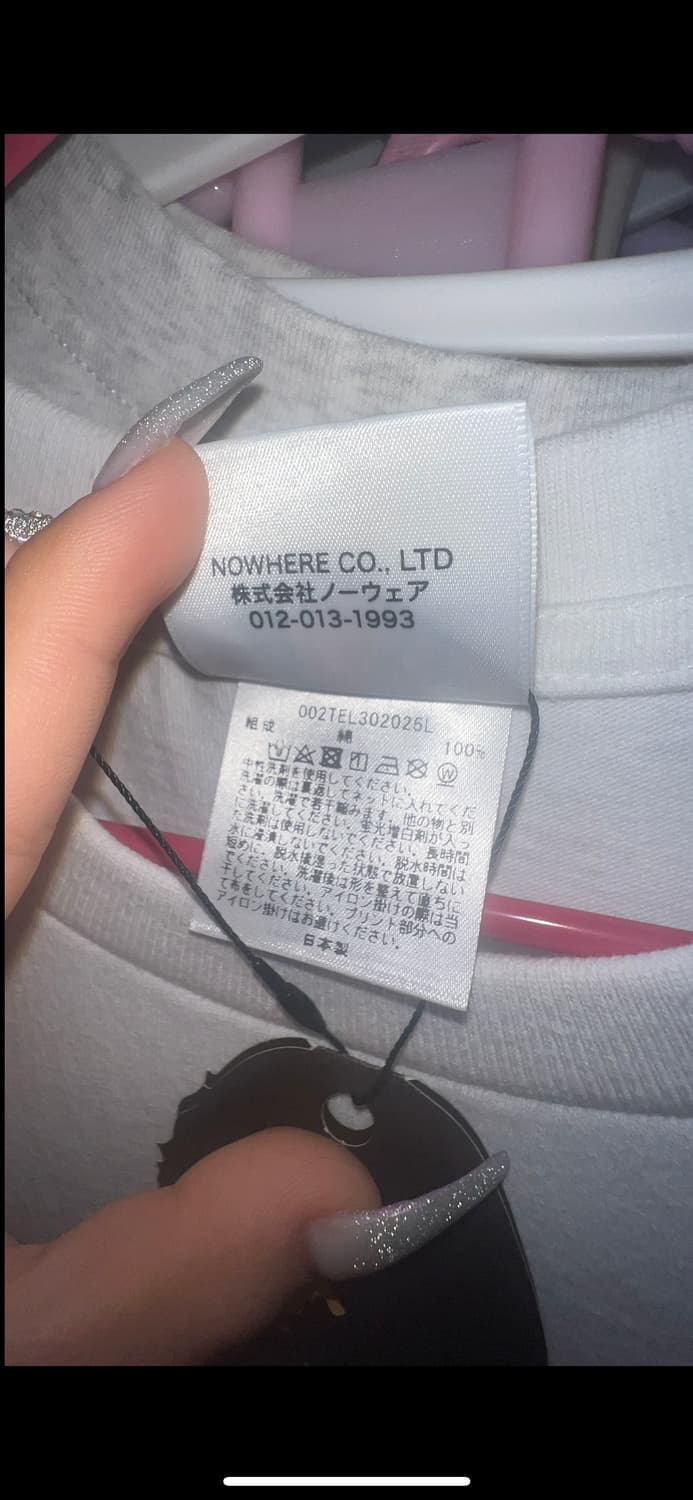 NOWHERE CO., LTD
株式会社ノーウェア
012-013-1993
002TEL302025L
組成 綿 100%
中性洗剤を使用してください。
洗濯の際は裏返してネットに入れてくだ
さい。洗濯で若干縮みます。他の物と別
に洗濯してください。蛍光増白剤が入っ
た洗剤は使用しないでください。長時間
水に浸漬しないでください。脱水時間は
短めに、脱水後湿った状態で放置しない
でください。洗濯後は形を整えて直ちに
干してください。アイロン掛けの際は当
て布をしてください。プリント部分への
アイロン掛けはお避けください。
日本製